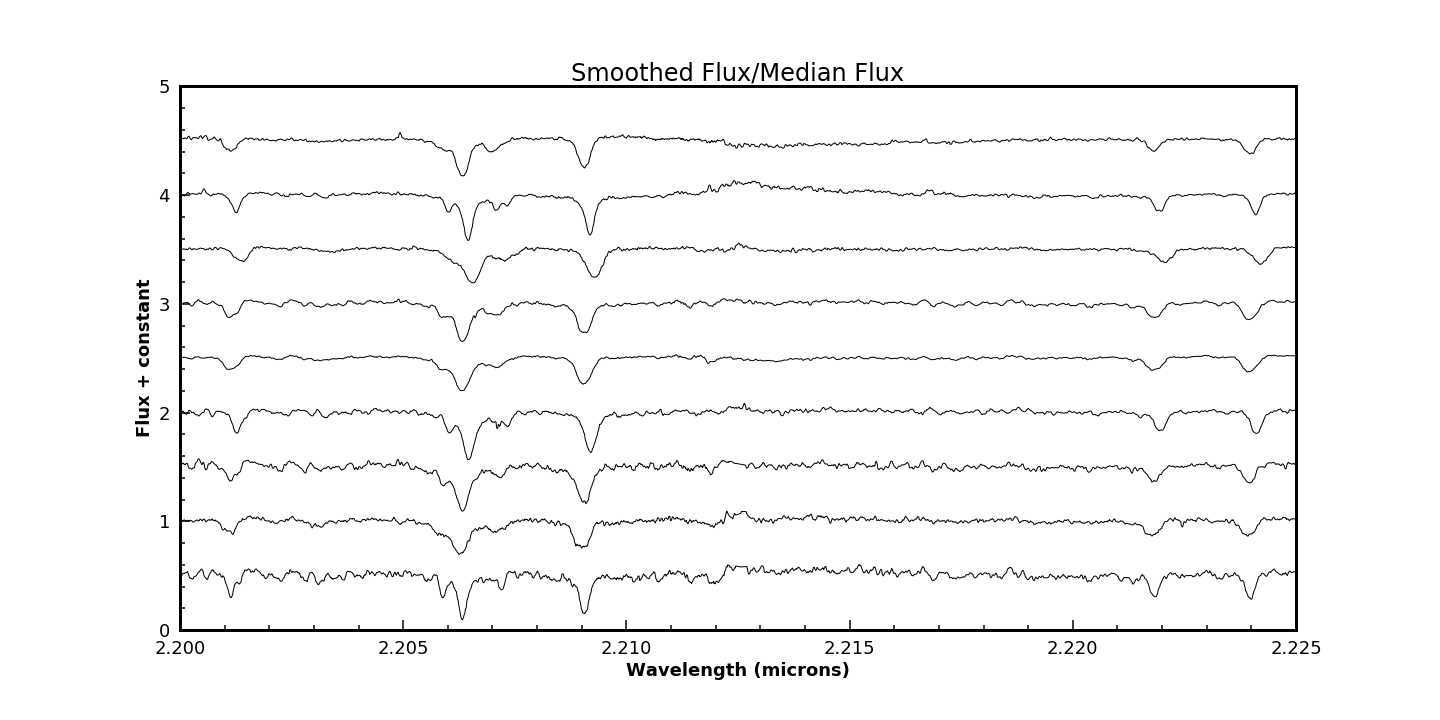 Smoothed Flux/Median Flux
5
4
3
2
1
0
Flux + constant
2.200 2.205 2.210 2.215 2.220 2.225
Wavelength (microns)